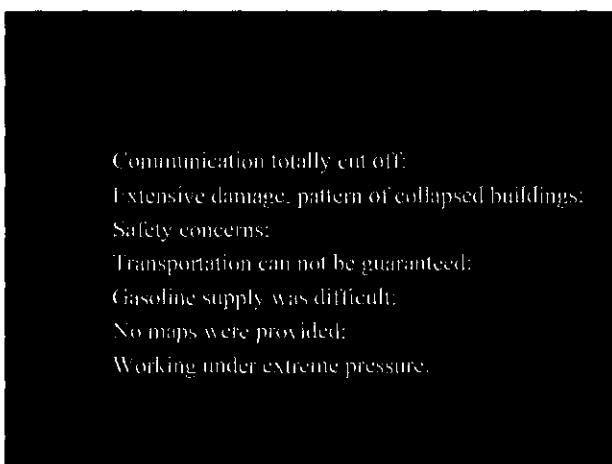 Communication totally cut off:
Extensive damage, pattern of collapsed buildings:
Safety concerns:
Transportation can not be guaranteed:
Gasoline supply was difficult:
No maps were provided:
Working under extreme pressure.